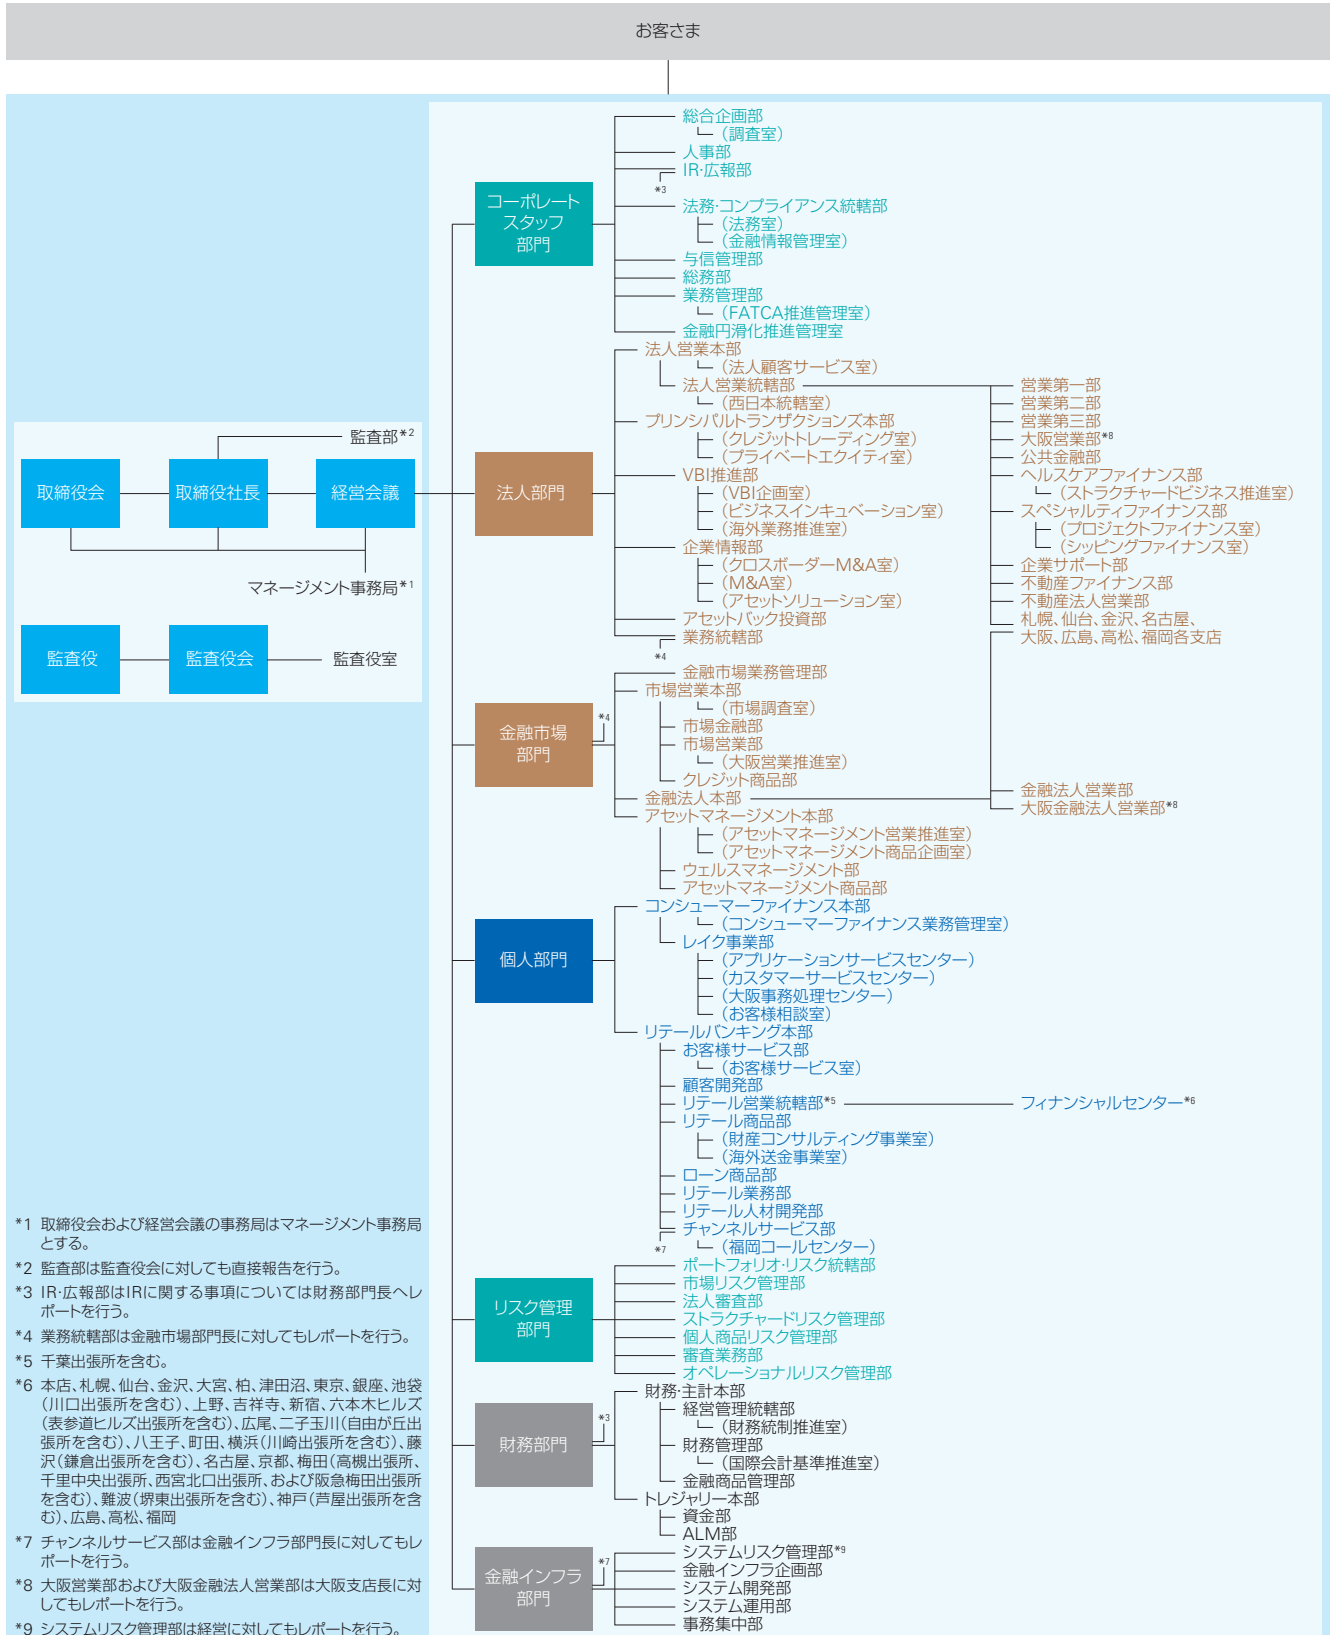 お客さま
総合企画部
（調査室）
人事部
IR・広報部
*3
コーポレート
スタッフ
部門
法務・コンプライアンス統轄部
（法務室）
（金融情報管理室）
与信管理部
総務部
業務管理部
（FATCA推進管理室）
金融円滑化推進管理室
法人営業本部
（法人顧客サービス室）
法人営業統轄部
（西日本統轄室）
プリンシパルトランザクションズ本部
（クレジットトレーディング室）
（プライベートエクイティ室）
法人部門
VBI推進部
（VBI企画室）
（ビジネスインキュベーション室）
（海外業務推進室）
企業情報部
（クロスボーダーM&A室）
（M&A室）
（アセットソリューション室）
アセットバック投資部
業務統轄部
*4
営業第一部
営業第二部
営業第三部
大阪営業部*8
公共金融部
ヘルスケアファイナンス部
（ストラクチャードビジネス推進室）
スペシャルティファイナンス部
（プロジェクトファイナンス室）
（シッピングファイナンス室）
企業サポート部
不動産ファイナンス部
不動産法人営業部
札幌、仙台、金沢、名古屋、
大阪、広島、高松、福岡各支店
監査部*2
取締役会
取締役社長
経営会議
マネージメント事務局*1
監査役
監査役会
監査役室
金融市場
部門
*4
金融市場業務管理部
市場営業本部
（市場調査室）
市場金融部
市場営業部
（大阪営業推進室）
クレジット商品部
金融法人本部
金融法人営業部
大阪金融法人営業部*8
アセットマネージメント本部
（アセットマネージメント営業推進室）
（アセットマネージメント商品企画室）
ウェルスマネージメント部
アセットマネージメント商品部
個人部門
コンシューマーファイナンス本部
（コンシューマーファイナンス業務管理室）
レイク事業部
（アプリケーションサービスセンター）
（カスタマーサービスセンター）
（大阪事務処理センター）
（お客様相談室）
リテールバンキング本部
お客様サービス部
（お客様サービス室）
顧客開発部
リテール営業統轄部*5
フィナンシャルセンター*6
リテール商品部
（財産コンサルティング事業室）
（海外送金事業室）
ローン商品部
リテール業務部
リテール人材開発部
チャンネルサービス部
*7
（福岡コールセンター）
リスク管理
部門
ポートフォリオ・リスク統轄部
市場リスク管理部
法人審査部
ストラクチャードリスク管理部
個人商品リスク管理部
審査業務部
オペレーショナルリスク管理部
財務部門
*3
財務・主計本部
経営管理統轄部
（財務統制推進室）
財務管理部
（国際会計基準推進室）
金融商品管理部
トレジャリー本部
資金部
ALM部
金融インフラ
部門
*7
システムリスク管理部*9
金融インフラ企画部
システム開発部
システム運用部
事務集中部
*1 取締役会および経営会議の事務局はマネージメント事務局
とする。
*2 監査部は監査役会に対しても直接報告を行う。
*3 IR・広報部はIRに関する事項については財務部門長へレ
ポートを行う。
*4 業務統轄部は金融市場部門長に対してもレポートを行う。
*5 千葉出張所を含む。
*6 本店、札幌、仙台、金沢、大宮、柏、津田沼、東京、銀座、池袋
（川口出張所を含む）、上野、吉祥寺、新宿、六本木ヒルズ
（表参道ヒルズ出張所を含む）、広尾、二子玉川（自由が丘出
張所を含む）、八王子、町田、横浜（川崎出張所を含む）、藤
沢（鎌倉出張所を含む）、名古屋、京都、梅田（高槻出張所、
千里中央出張所、西宮北口出張所、および阪急梅田出張所
を含む）、難波（堺東出張所を含む）、神戸（芦屋出張所を含
む）、広島、高松、福岡
*7 チャンネルサービス部は金融インフラ部門長に対してもレ
ポートを行う。
*8 大阪営業部および大阪金融法人営業部は大阪支店長に対
してもレポートを行う。
*9 システムリスク管理部は経営に対してもレポートを行う。